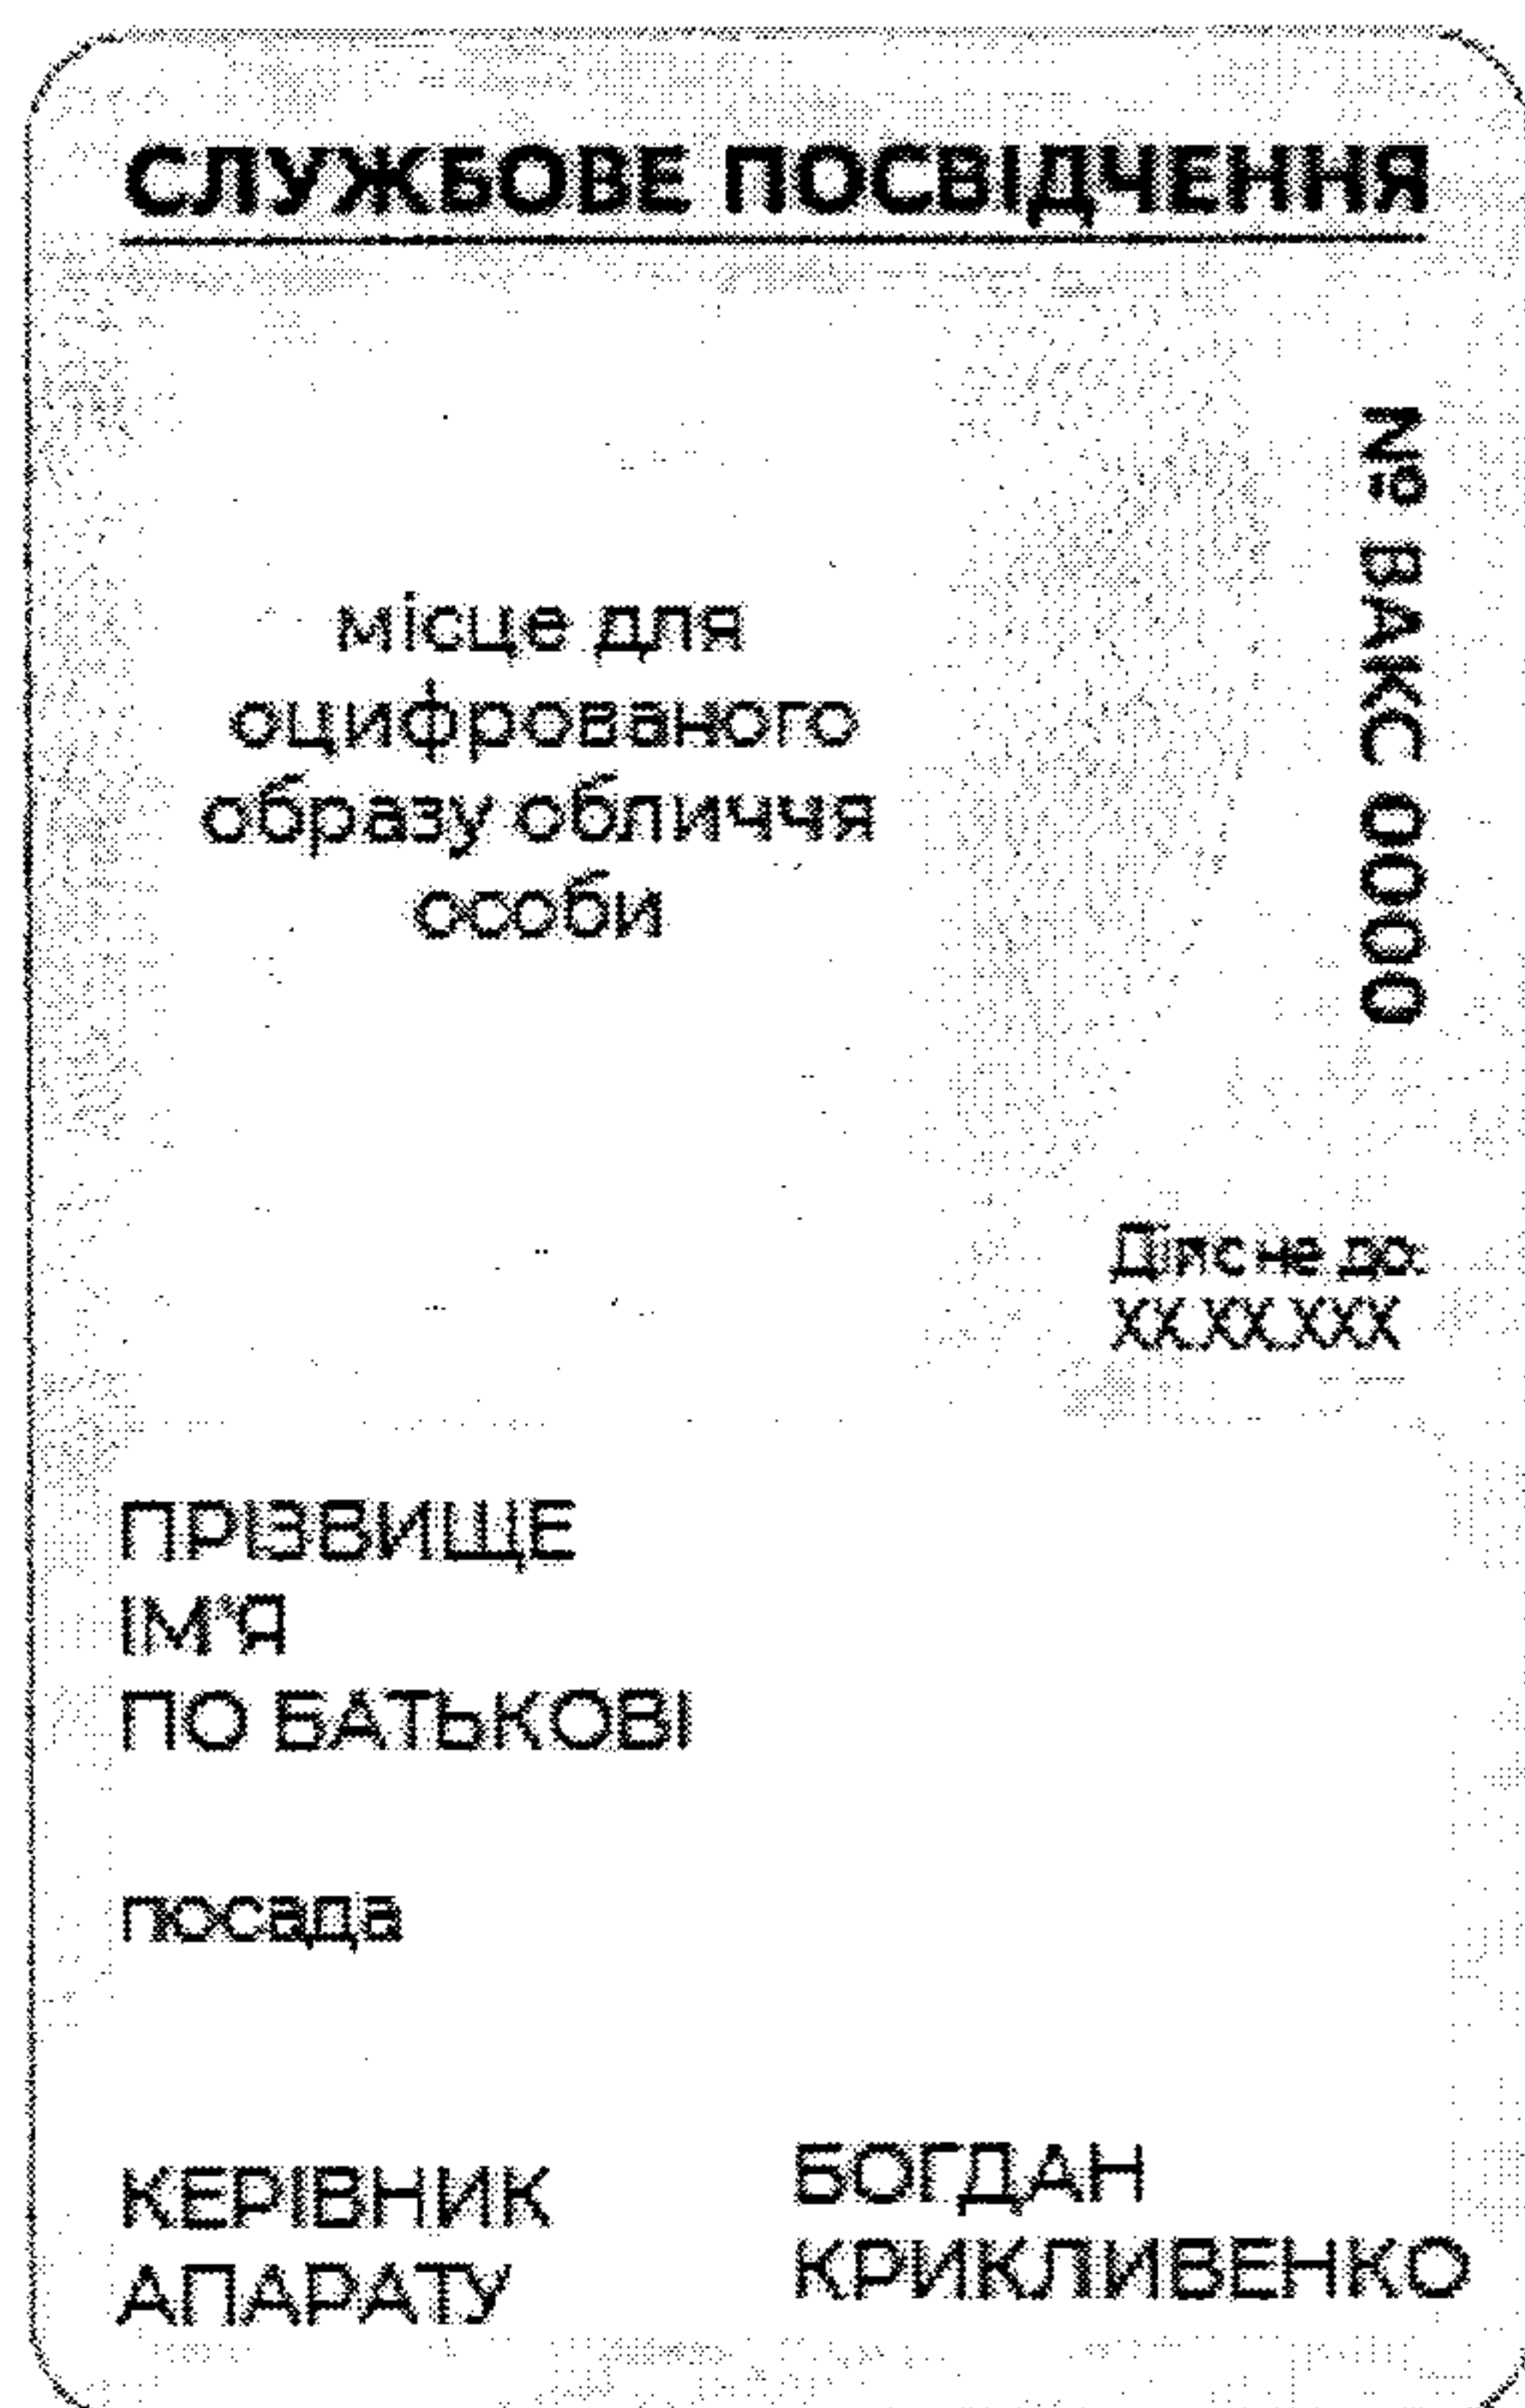 СЛУЖБОВЕ ПОСВІДЧЕННЯ
№ ВАКС 0000
місце для
оцифрованого
образу обличчя
особи
Дійсне до:
XX.XX.XXX
ПРІЗВИЩЕ
ІМ'Я
ПО БАТЬКОВІ
посада
КЕРІВНИК
АПАРАТУ
БОГДАН
КРИКЛИВЕНКО